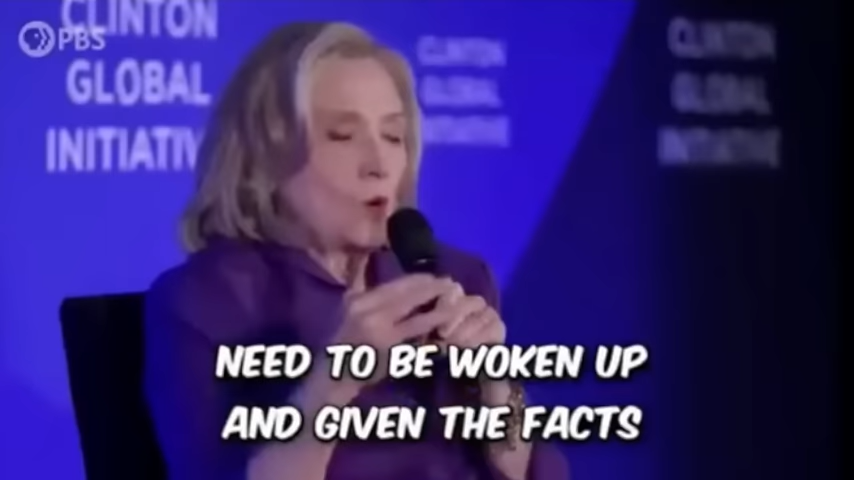 PBS
CLINTON
GLOBAL
INITIATIV
CLINTON
GLOBAL
INITIATIVE
CLINTON
GLOBAL
INITIATIVE
NEED TO BE WOKEN UP
AND GIVEN THE FACTS